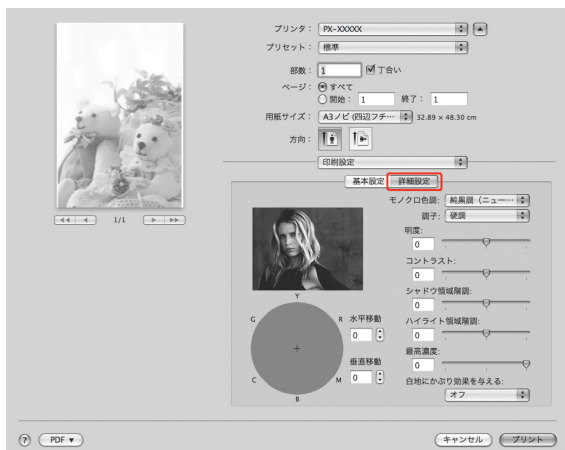 プリンタ： PX-XXXXX
プリセット： 標準
部数： 1 丁合い
ページ： すべて
開始： 1 終了： 1
用紙サイズ： A3ノビ (四辺フチ… 32.89 × 48.30 cm
方向：
印刷設定
基本設定 詳細設定
1/1
モノクロ色調: 純黒調（ニュー…
調子: 硬調
明度:
0
コントラスト:
0
シャドウ領域階調:
0
ハイライト領域階調:
0
最高濃度:
0
白地にかぶり効果を与える:
オフ
Y
G R
C M
B
水平移動
0
垂直移動
0
? PDF▼ キャンセル プリント